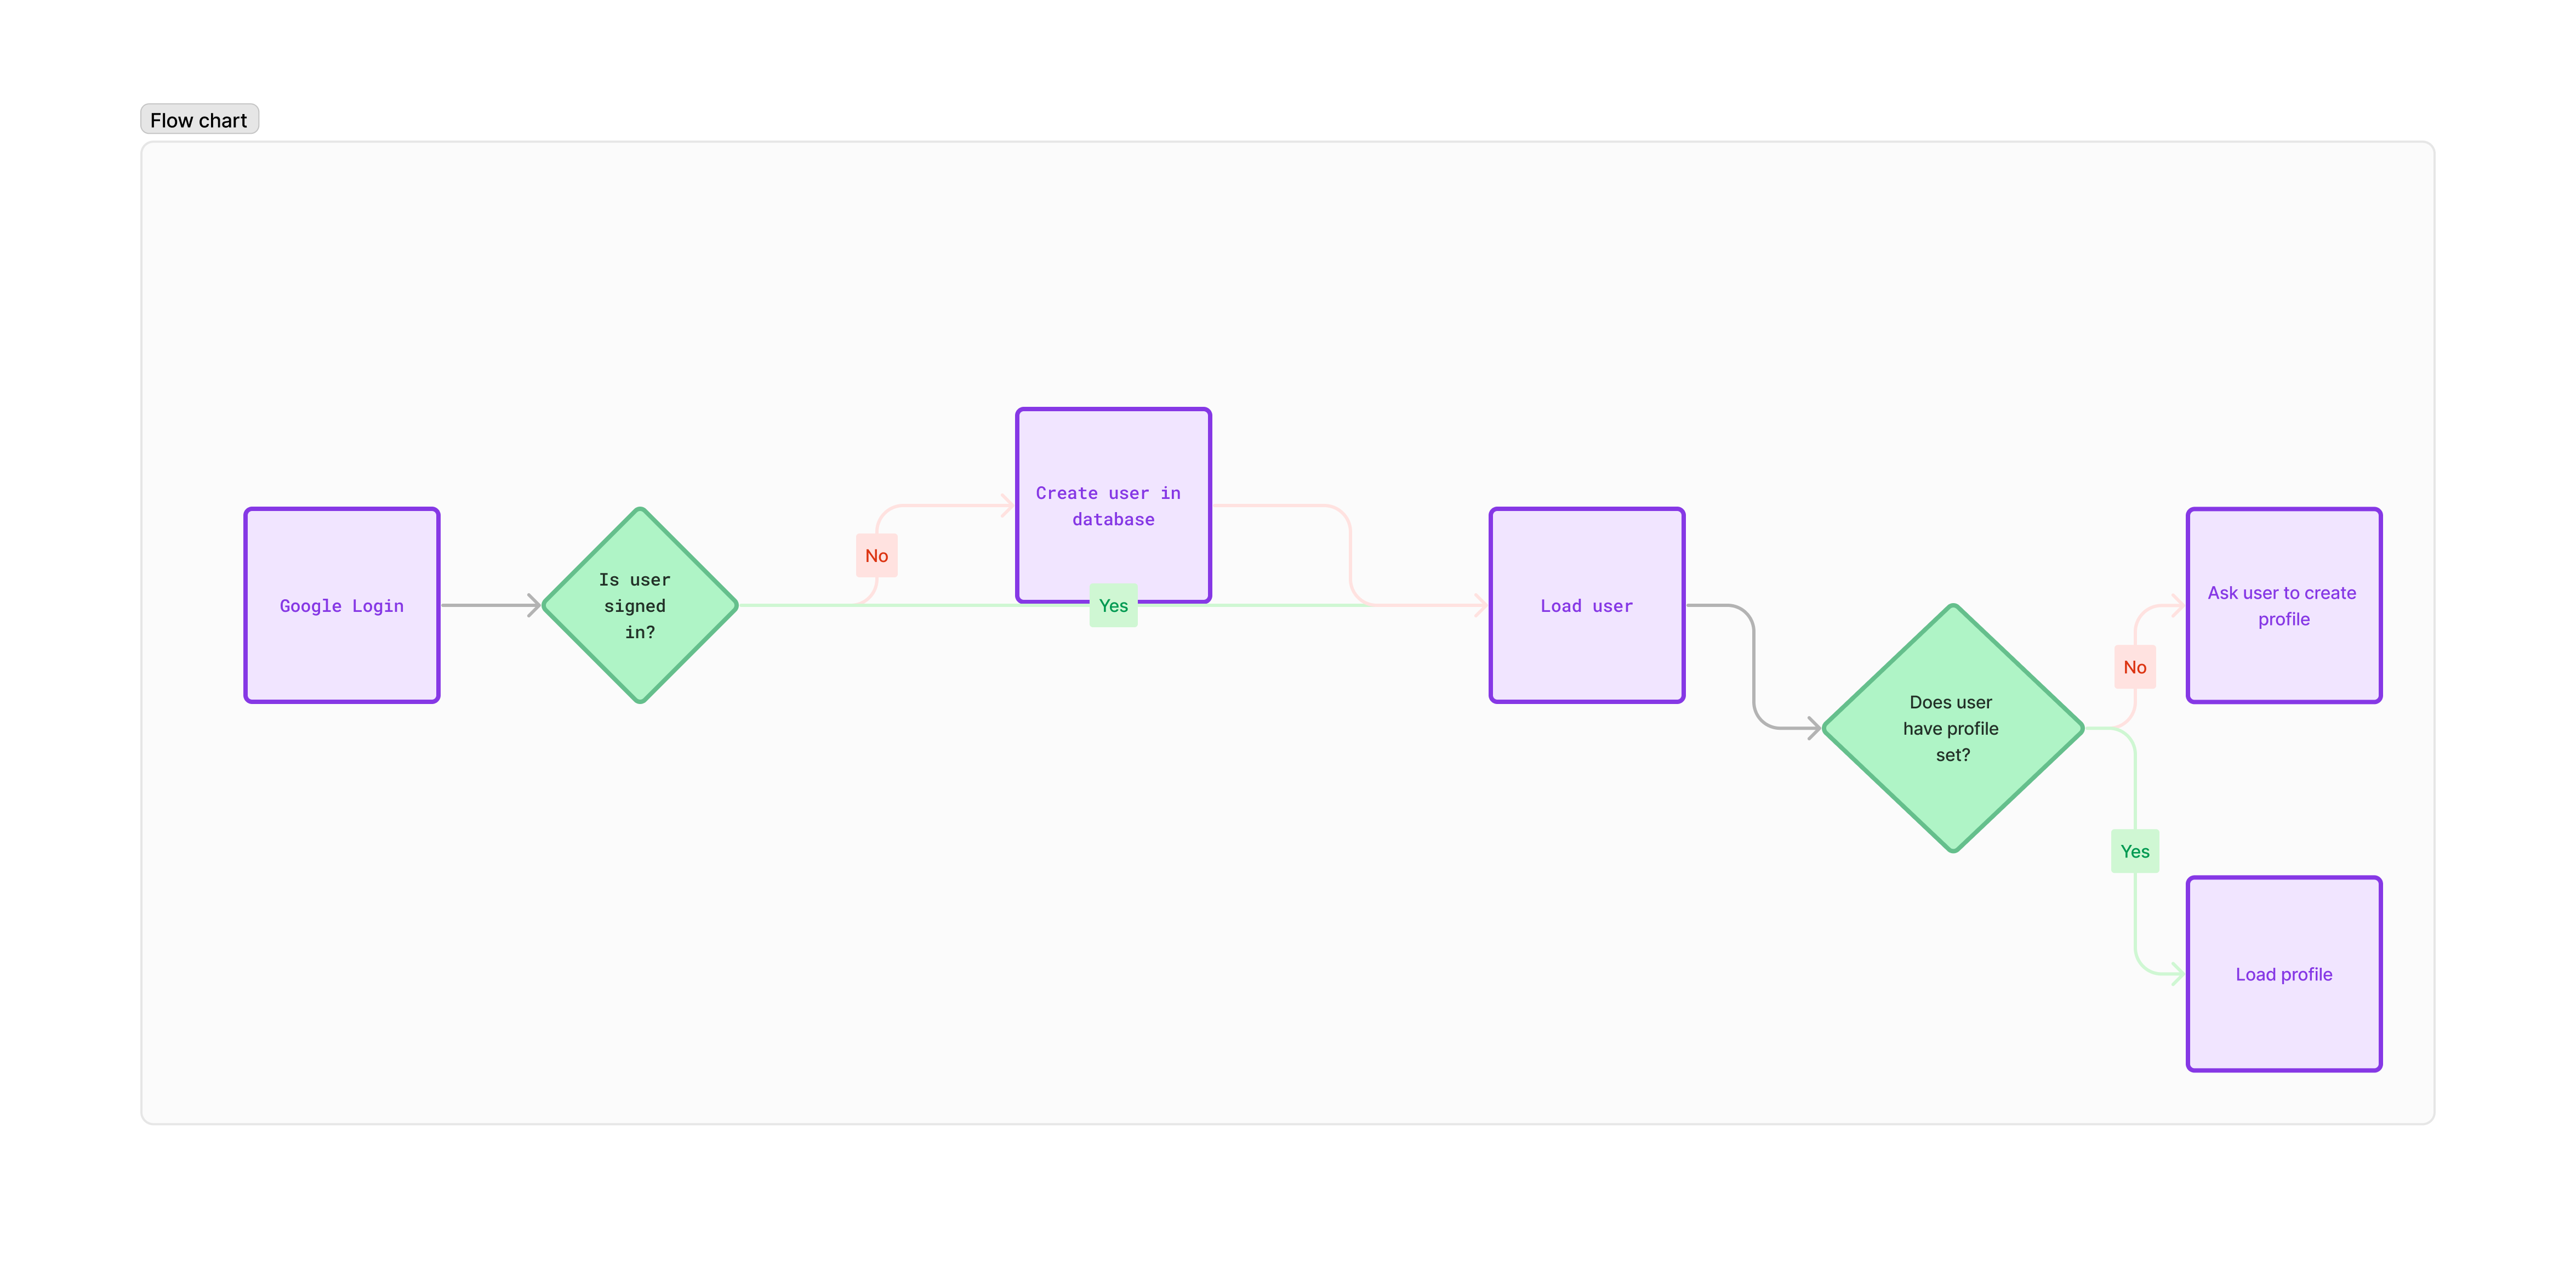 Flow chart
Google Login
Is user
signed
in?
No
Create user in
database
Yes
Load user
Does user
have profile
set?
No
Ask user to create
profile
Yes
Load profile